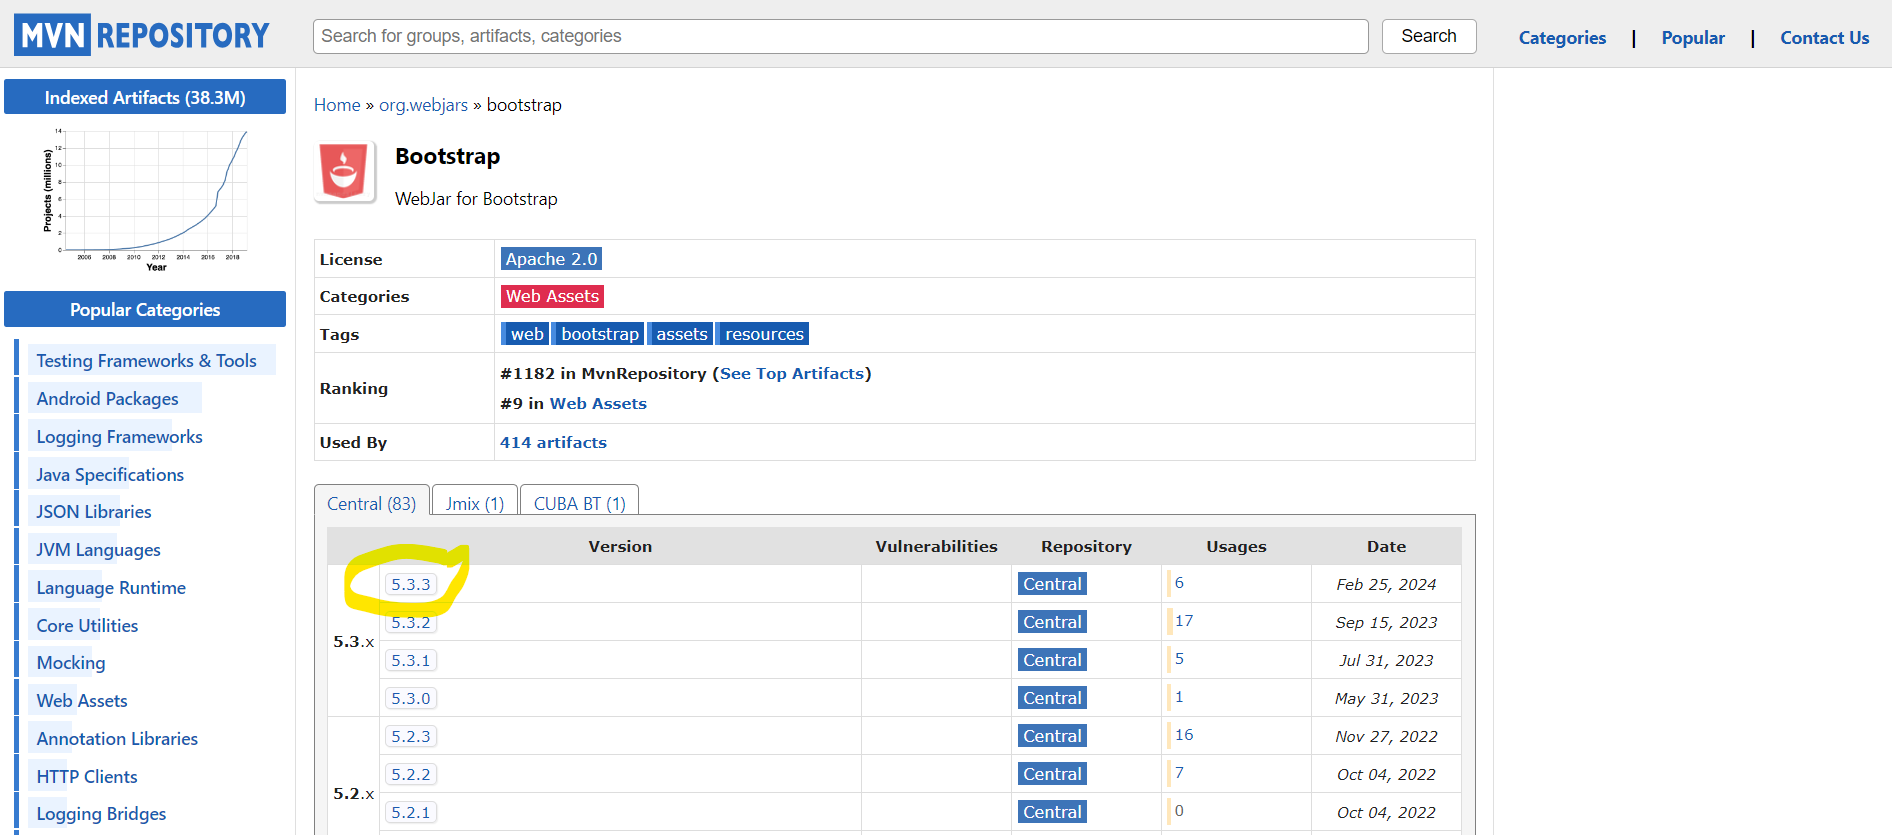 MVN REPOSITORY
Search for groups, artifacts, categories
Search
Categories | Popular | Contact Us
Indexed Artifacts (38.3M)
Projects (millions)
14
12
10
8
6
4
2
0
2006 2008 2010 2012 2014 2016 2018
Year
Popular Categories
Testing Frameworks & Tools
Android Packages
Logging Frameworks
Java Specifications
JSON Libraries
JVM Languages
Language Runtime
Core Utilities
Mocking
Web Assets
Annotation Libraries
HTTP Clients
Logging Bridges
Home » org.webjars » bootstrap
Bootstrap
WebJar for Bootstrap
License Apache 2.0
Categories Web Assets
Tags web bootstrap assets resources
Ranking
#1182 in MvnRepository (See Top Artifacts)
#9 in Web Assets
Used By 414 artifacts
Central (83) Jmix (1) CUBA BT (1)
Version Vulnerabilities Repository Usages Date
5.3.x
5.3.3 Central 6 Feb 25, 2024
5.3.2 Central 17 Sep 15, 2023
5.3.1 Central 5 Jul 31, 2023
5.3.0 Central 1 May 31, 2023
5.2.x
5.2.3 Central 16 Nov 27, 2022
5.2.2 Central 7 Oct 04, 2022
5.2.1 Central 0 Oct 04, 2022